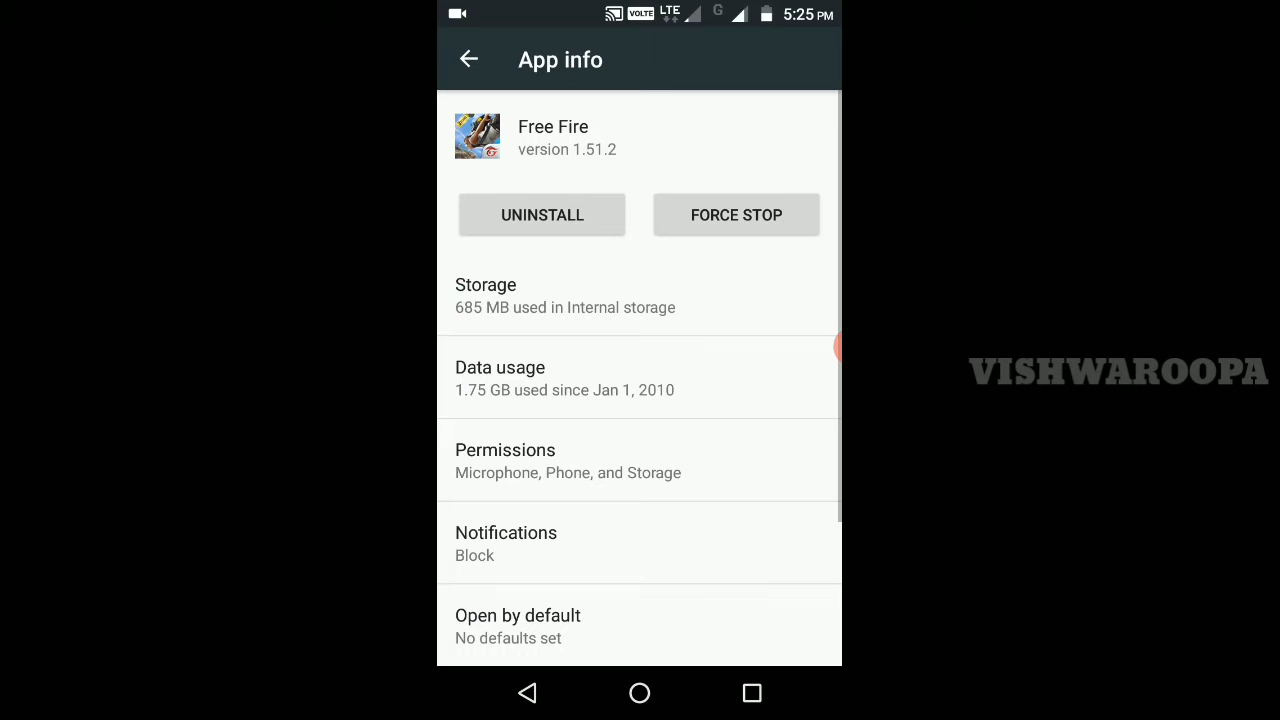 VOLTE LTE G 5:25 PM
App info
Free Fire
version 1.51.2
UNINSTALL FORCE STOP
Storage
685 MB used in Internal storage
Data usage
1.75 GB used since Jan 1, 2010
VISHWAROOPA
Permissions
Microphone, Phone, and Storage
Notifications
Block
Open by default
No defaults set